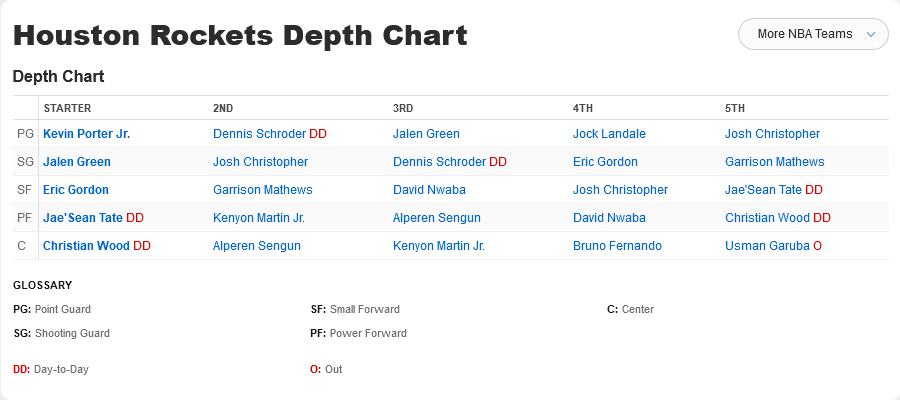 Houston Rockets Depth Chart
More NBA Teams
Depth Chart
STARTER 2ND 3RD 4TH 5TH
PG Kevin Porter Jr. Dennis Schroder DD Jalen Green Jock Landale Josh Christopher
SG Jalen Green Josh Christopher Dennis Schroder DD Eric Gordon Garrison Mathews
SF Eric Gordon Garrison Mathews David Nwaba Josh Christopher Jae'Sean Tate DD
PF Jae'Sean Tate DD Kenyon Martin Jr. Alperen Sengun David Nwaba Christian Wood DD
C Christian Wood DD Alperen Sengun Kenyon Martin Jr. Bruno Fernando Usman Garuba O
GLOSSARY
PG: Point Guard SF: Small Forward C: Center
SG: Shooting Guard PF: Power Forward
DD: Day-to-Day O: Out